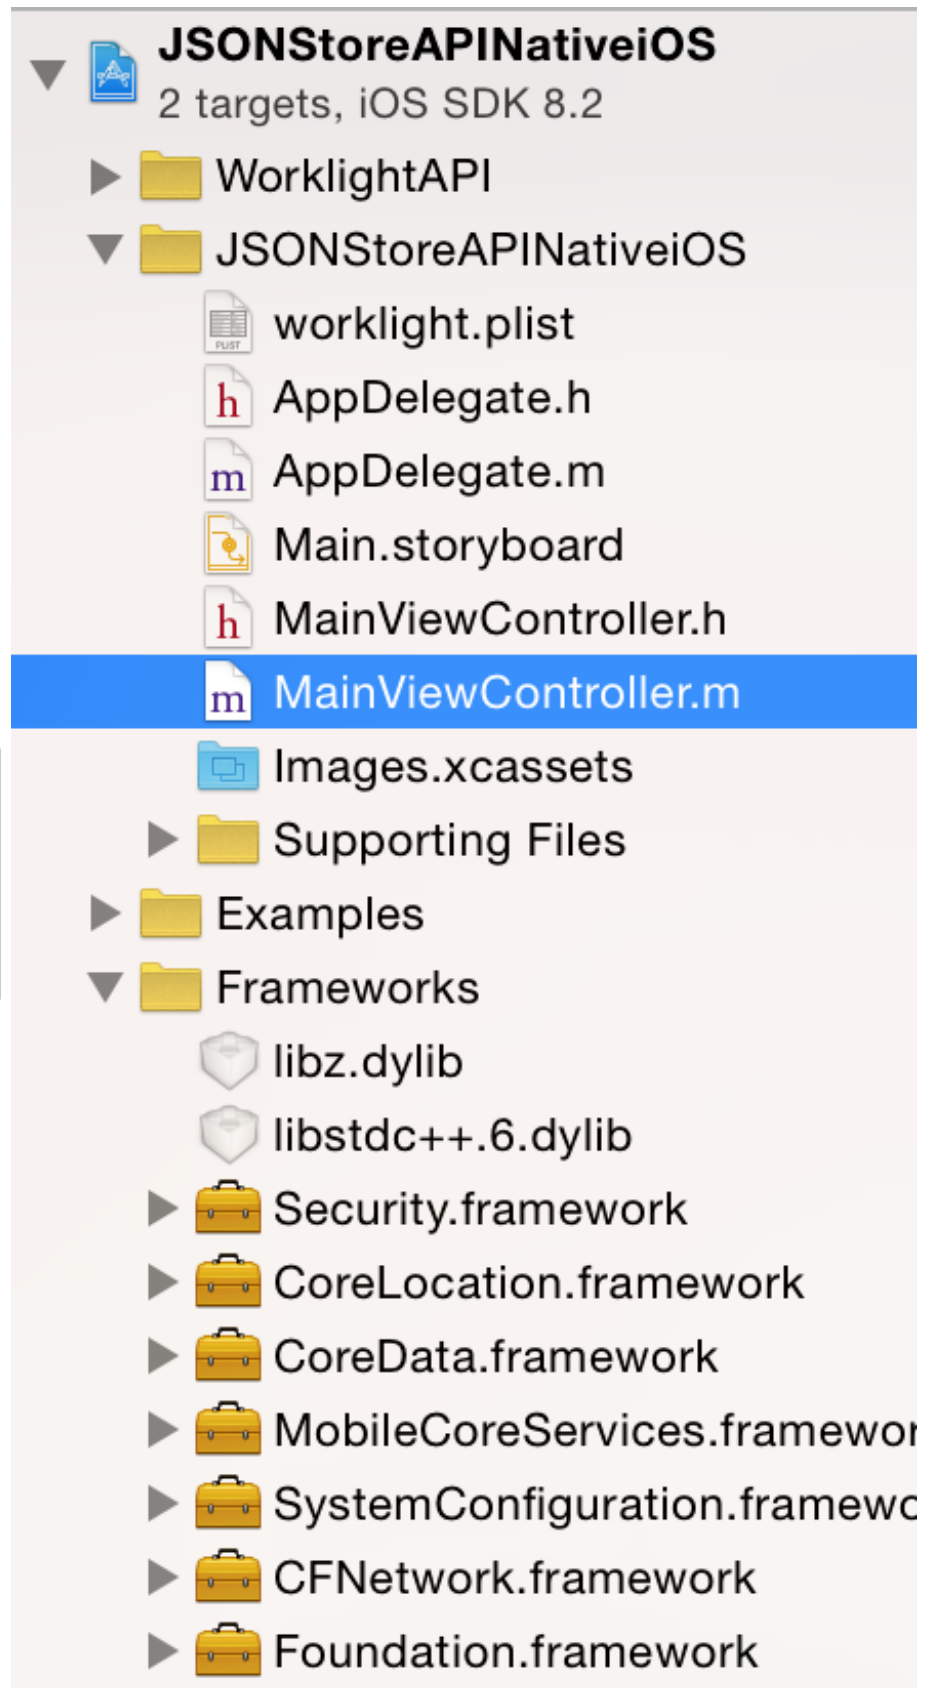 JSONStoreAPINativeiOS
2 targets, iOS SDK 8.2
WorklightAPI
JSONStoreAPINativeiOS
PLIST
worklight.plist
h
AppDelegate.h
m
AppDelegate.m
Main.storyboard
h
MainViewController.h
m
MainViewController.m
Images.xcassets
Supporting Files
Examples
Frameworks
libz.dylib
libstdc++.6.dylib
Security.framework
CoreLocation.framework
CoreData.framework
MobileCoreServices.framewor
SystemConfiguration.framewo
CFNetwork.framework
Foundation.framework